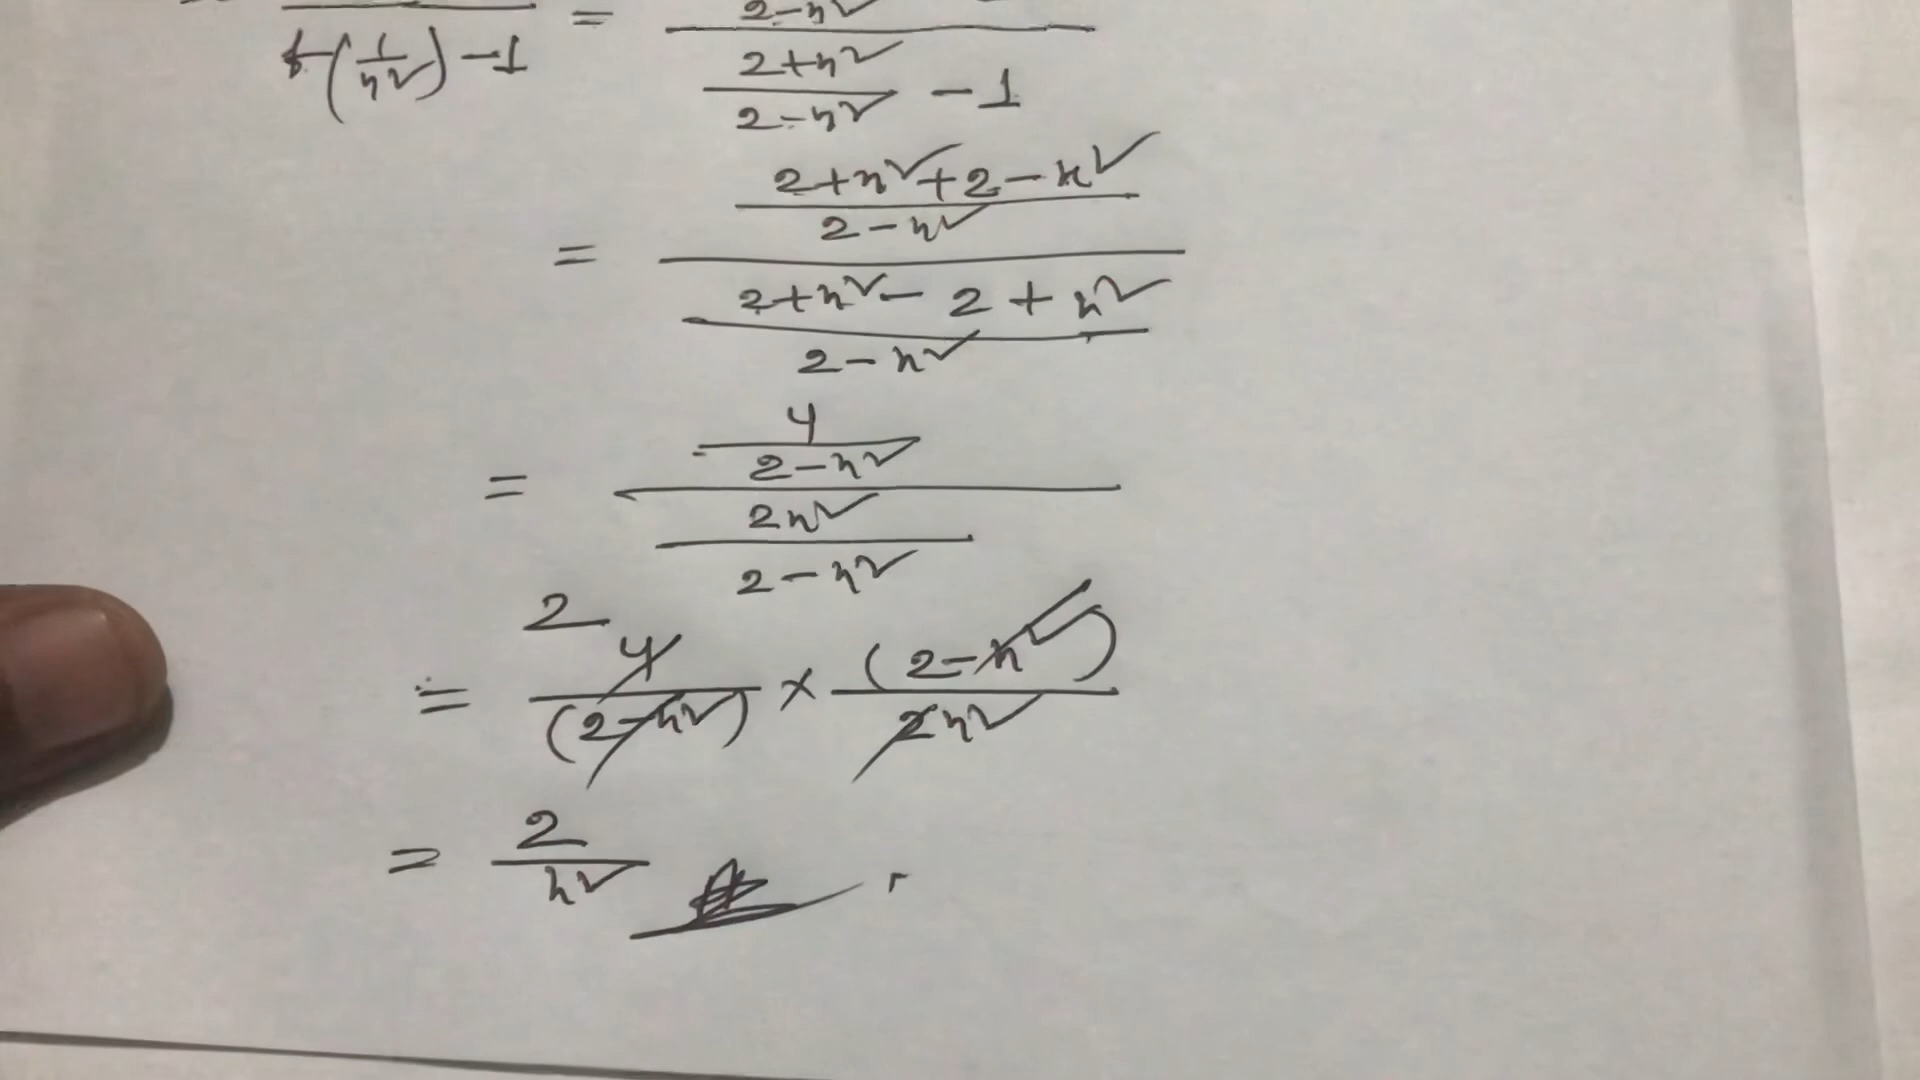 f(1/x²) - 1 = 2 - x² / ((2 + x²)/(2 - x²) - 1)
= ((2 + x² + 2 - x²)/(2 - x²)) / ((2 + x² - 2 + x²)/(2 - x²))
= (4/(2 - x²)) / (2x²/(2 - x²))
2
= 4/(2 - x²) × (2 - x²)/2x²
= 2/x²